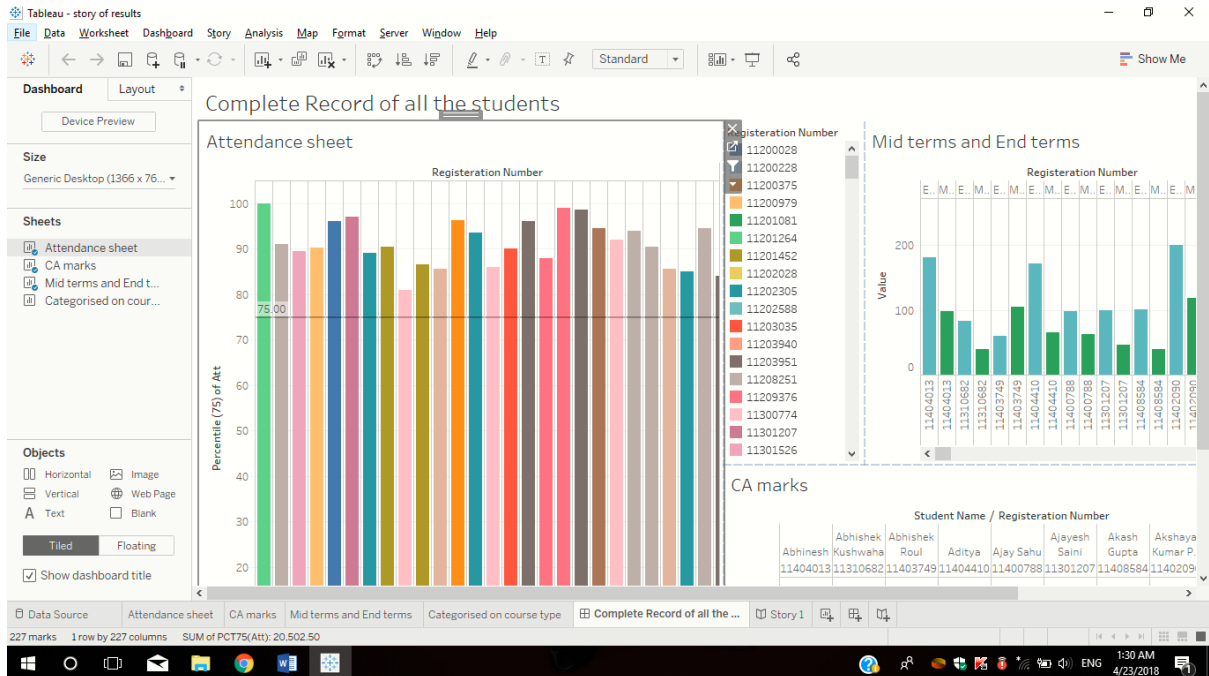 Tableau - story of results
File Data Worksheet Dashboard Story Analysis Map Format Server Window Help
Standard
Show Me
Dashboard Layout
Device Preview
Size
Generic Desktop (1366 x 76...
Sheets
Attendance sheet
CA marks
Mid terms and End t...
Categorised on cour...
Objects
Horizontal Image
Vertical Web Page
A Text Blank
Tiled Floating
Show dashboard title
Complete Record of all the students
Attendance sheet
Registeration Number
Percentile (75) of Att
100
90
80
75.00
70
60
50
40
30
20
Registeration Number
11200028
11200228
11200375
11200979
11201081
11201264
11201452
11202028
11202305
11202588
11203035
11203940
11203951
11208251
11209376
11300774
11301207
11301526
Mid terms and End terms
Registeration Number
E.. M.. E.. M.. E.. M.. E.. M.. E.. M.. E.. M.. E.. M.. E.. M
Value
200
100
0
11404013
11404013
11310682
11310682
11403749
11403749
11404410
11404410
11400788
11400788
11301207
11301207
11408584
11408584
11402090
11402090
CA marks
Student Name / Registeration Number
Abhishek Abhishek Ajayesh Akash Akshaya
Abhinesh Kushwaha Roul Aditya Ajay Sahu Saini Gupta Kumar P.
11404013 11310682 11403749 11404410 11400788 11301207 11408584 1140209
Data Source Attendance sheet CA marks Mid terms and End terms Categorised on course type Complete Record of all the ... Story 1
227 marks 1 row by 227 columns SUM of PCT75(Att): 20,502.50
ENG
1:30 AM
4/23/2018